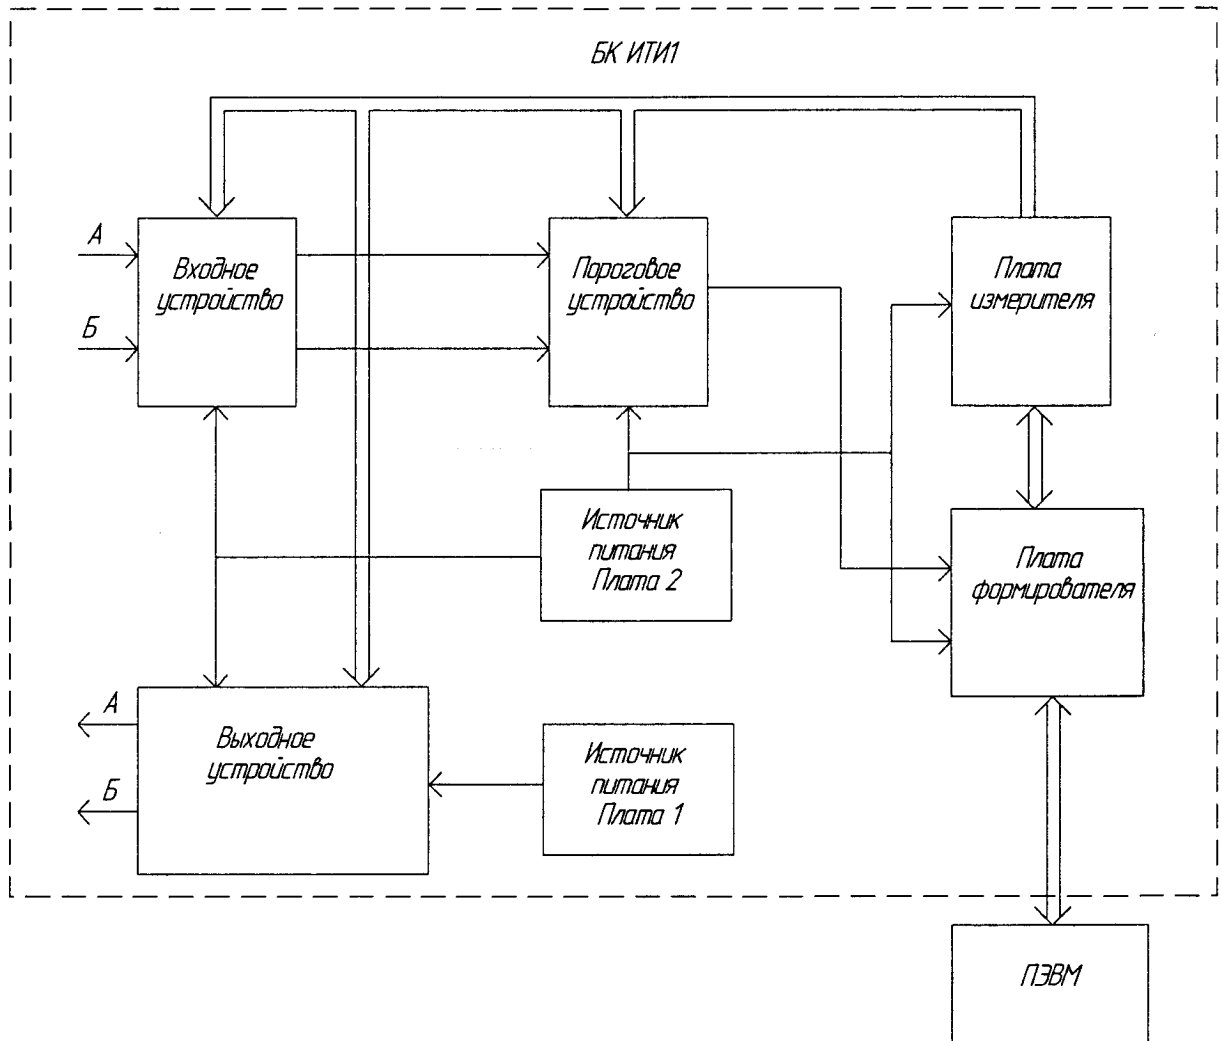 БК ИТИ1
А
Б
Входное
устройство
Пороговое
устройство
Плата
измерителя
Источник
питания
Плата 2
Плата
формирователя
А
Б
Выходное
устройство
Источник
питания
Плата 1
ПЭВМ